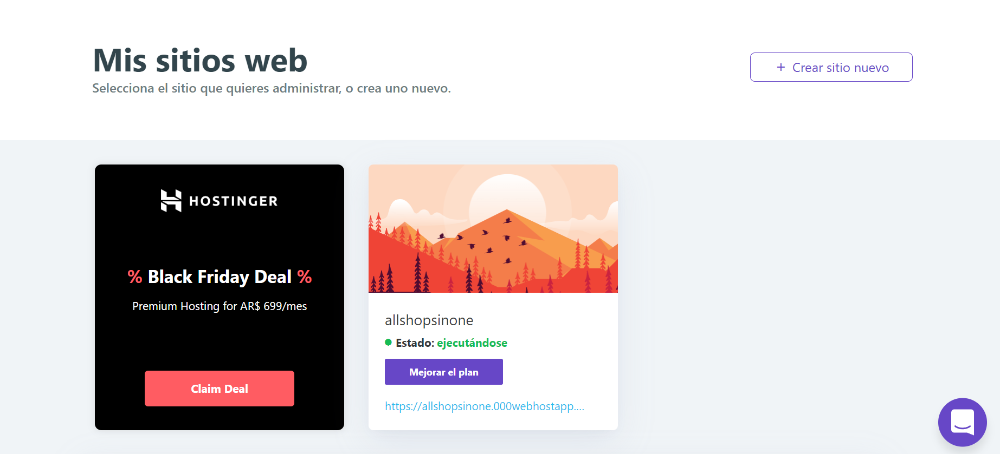 Mis sitios web
Selecciona el sitio que quieres administrar, o crea uno nuevo.
+ Crear sitio nuevo
HOSTINGER
% Black Friday Deal %
Premium Hosting for AR$ 699/mes
Claim Deal
allshopsinone
Estado: ejecutándose
Mejorar el plan
https://allshopsinone.000webhostapp....